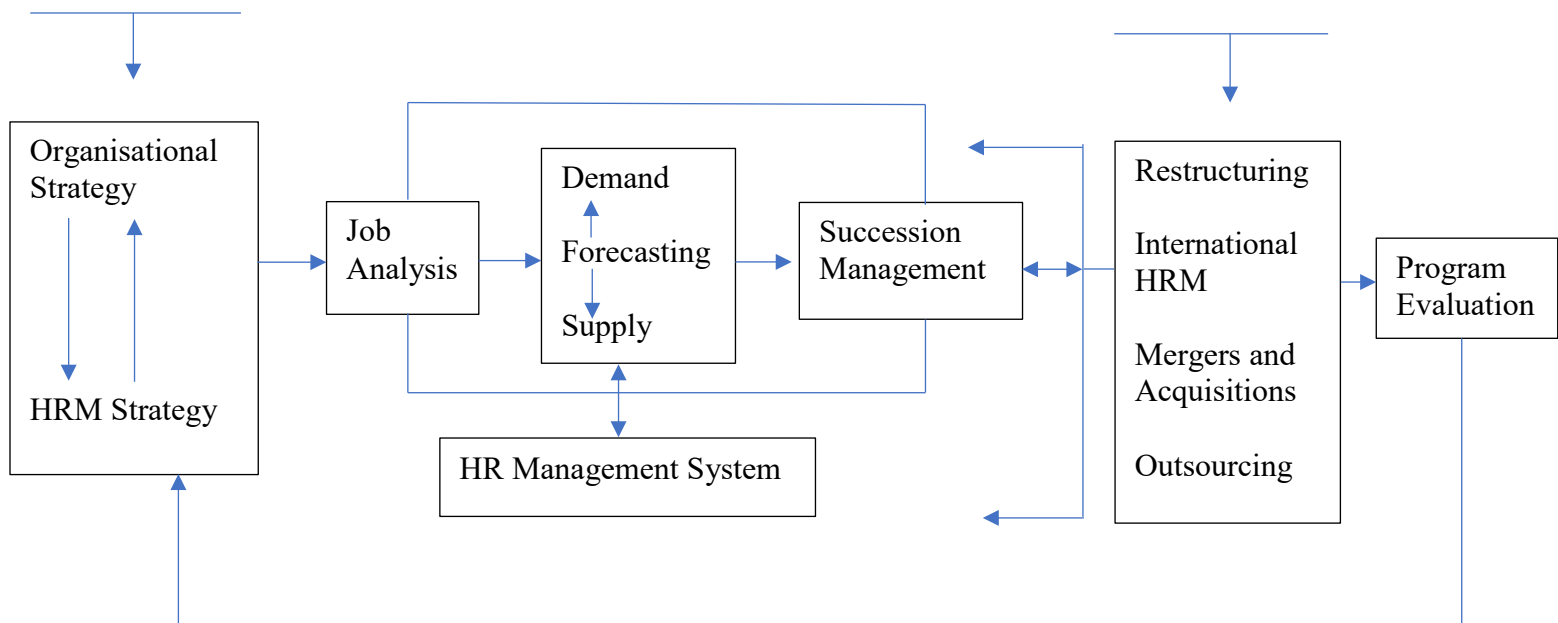 Organisational
Strategy
HRM Strategy
Job
Analysis
Demand
Forecasting
Supply
HR Management System
Succession
Management
Restructuring
International
HRM
Mergers and
Acquisitions
Outsourcing
Program
Evaluation